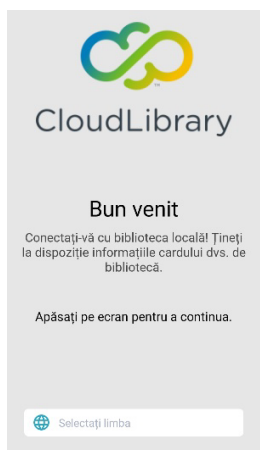 CloudLibrary
Bun venit
Conectați-vă cu biblioteca locală! Țineți
la dispoziție informațiile cardului dvs. de
bibliotecă.
Apăsați pe ecran pentru a continua.
Selectați limba